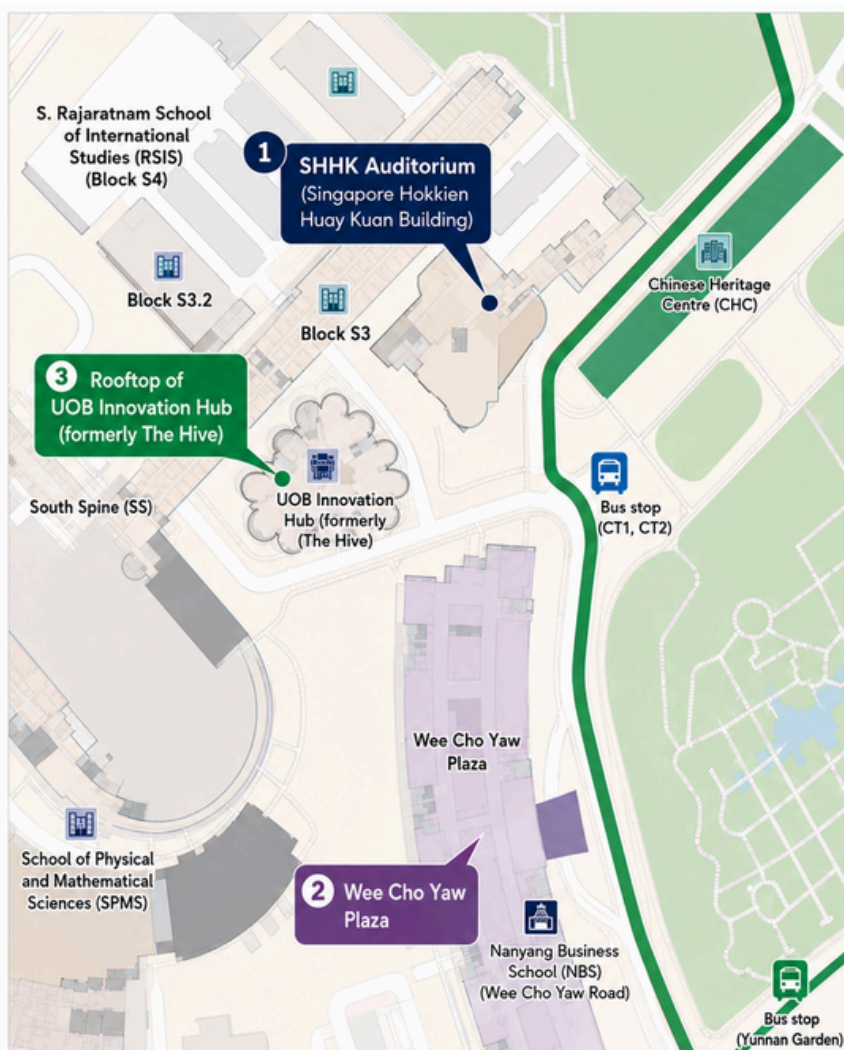 S. Rajaratnam School
of International
Studies (RSIS)
(Block S4)
1
SHHK Auditorium
(Singapore Hokkien
Huay Kuan Building)
Chinese Heritage
Centre (CHC)
Block S3.2
Block S3
3 Rooftop of
UOB Innovation Hub
(formerly The Hive)
South Spine (SS)
UOB Innovation
Hub (formerly
(The Hive)
Bus stop
(CT1, CT2)
Wee Cho Yaw
Plaza
School of Physical
and Mathematical
Sciences (SPMS)
2 Wee Cho Yaw
Plaza
Nanyang Business
School (NBS)
(Wee Cho Yaw Road)
Bus stop
(Yunnan Garden)